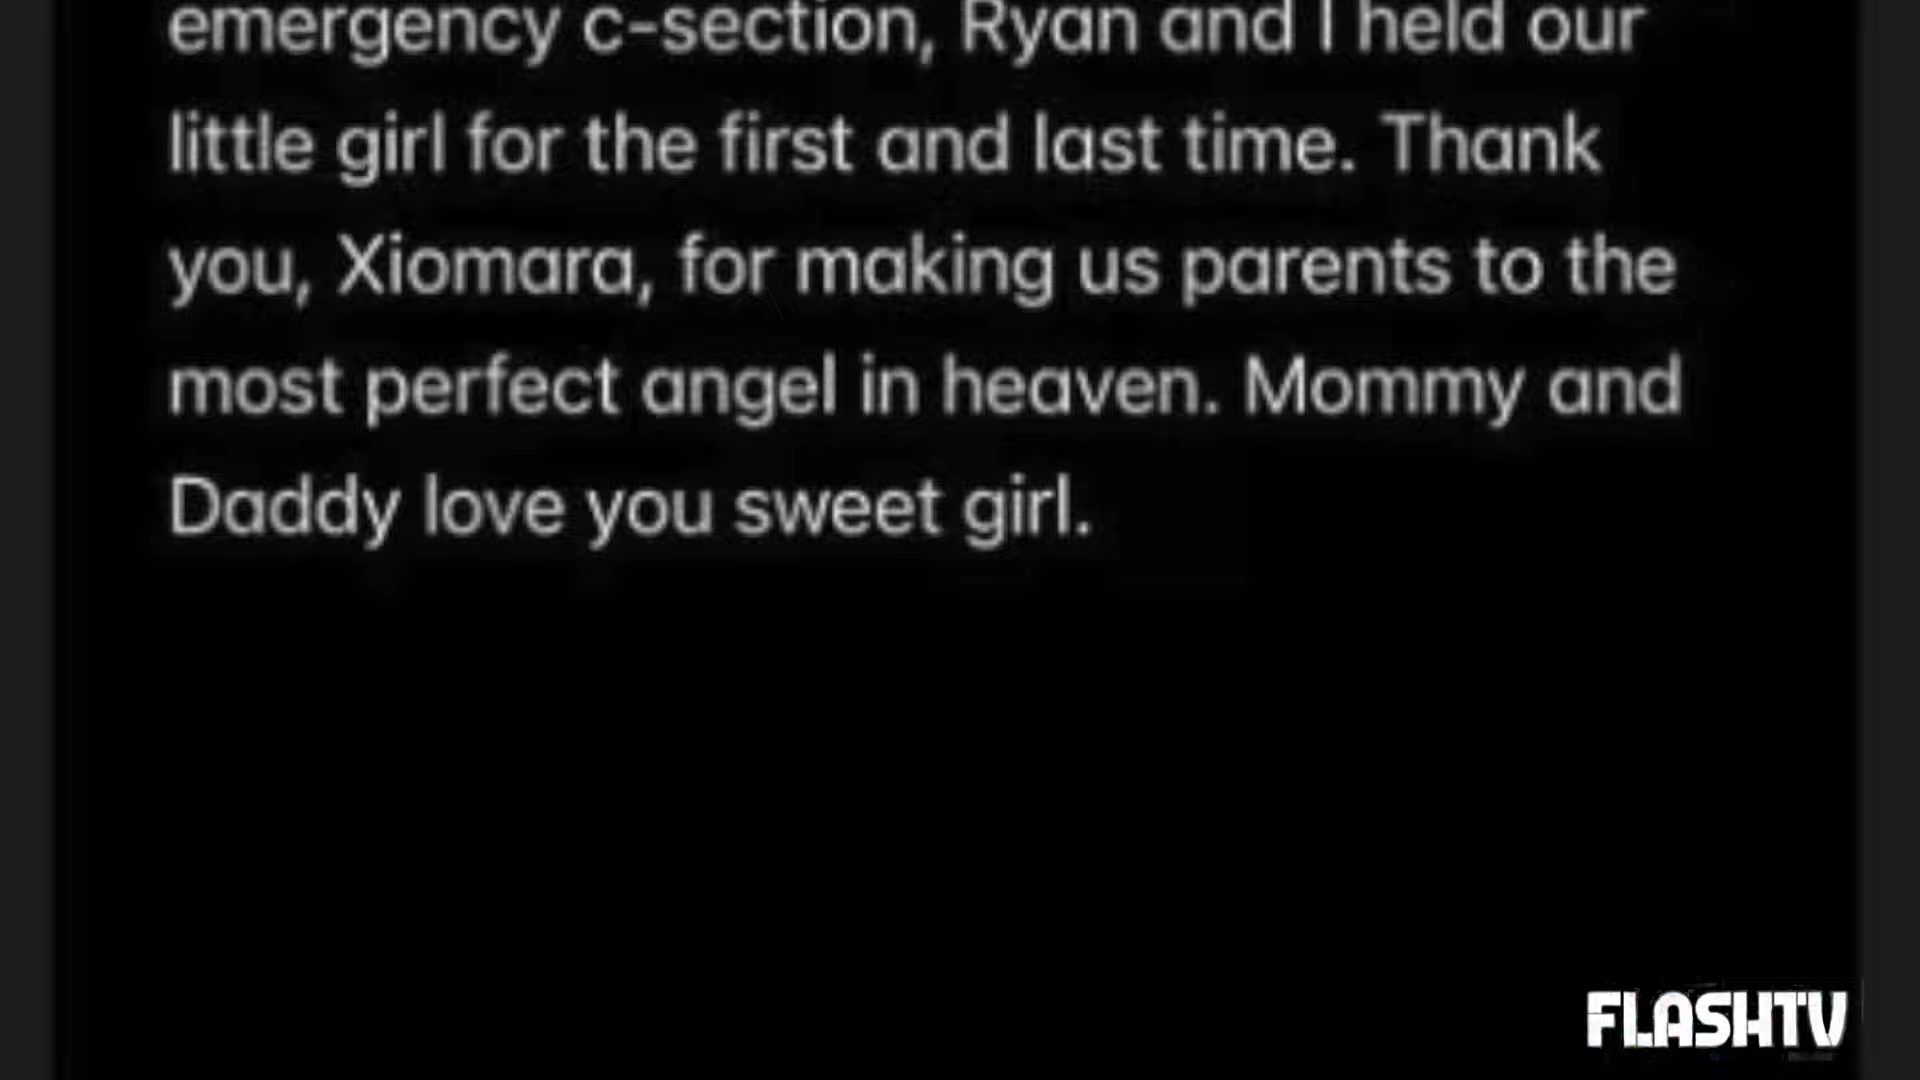 emergency c-section, Ryan and I held our
little girl for the first and last time. Thank
you, Xiomara, for making us parents to the
most perfect angel in heaven. Mommy and
Daddy love you sweet girl.
FLASHTV